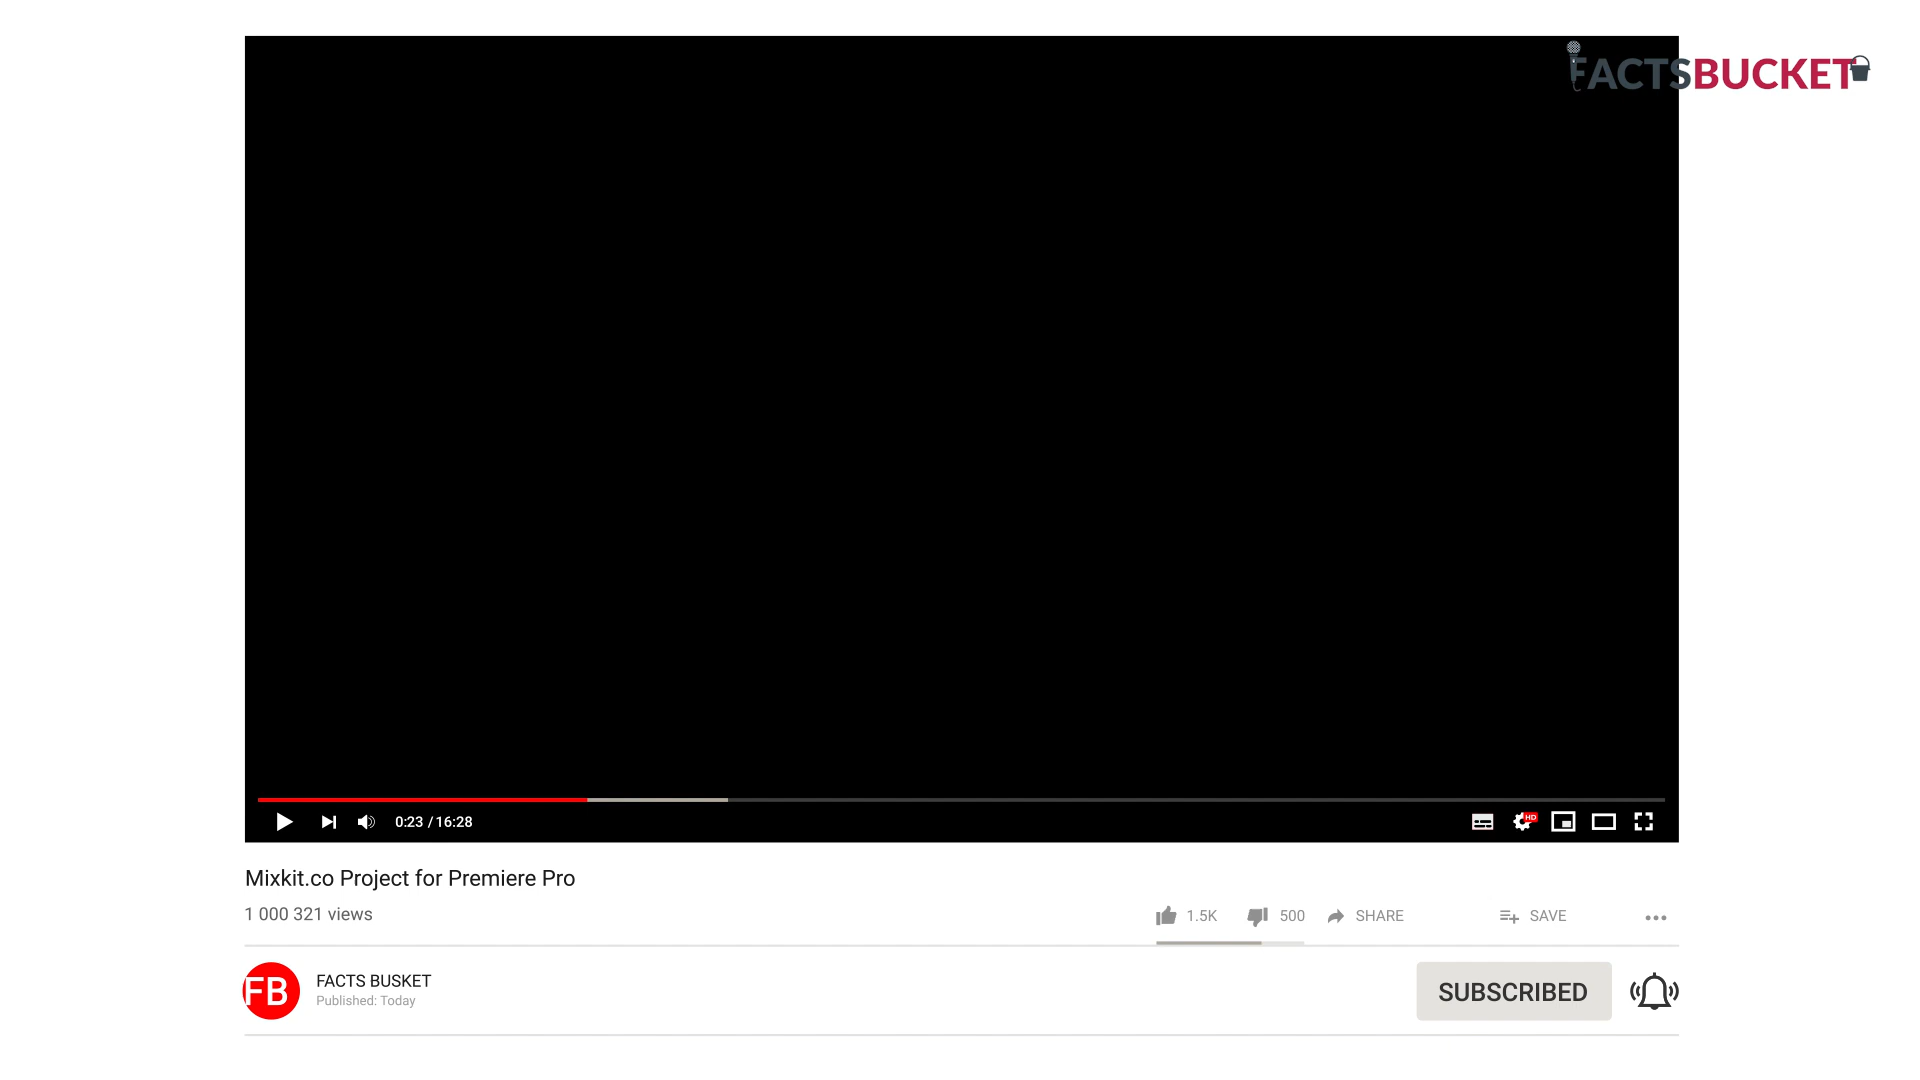 FACTSBUCKET
0:23 / 16:28
HD
Mixkit.co Project for Premiere Pro
1 000 321 views
1.5K 500 SHARE SAVE
FB
FACTS BUSKET
Published: Today
SUBSCRIBED